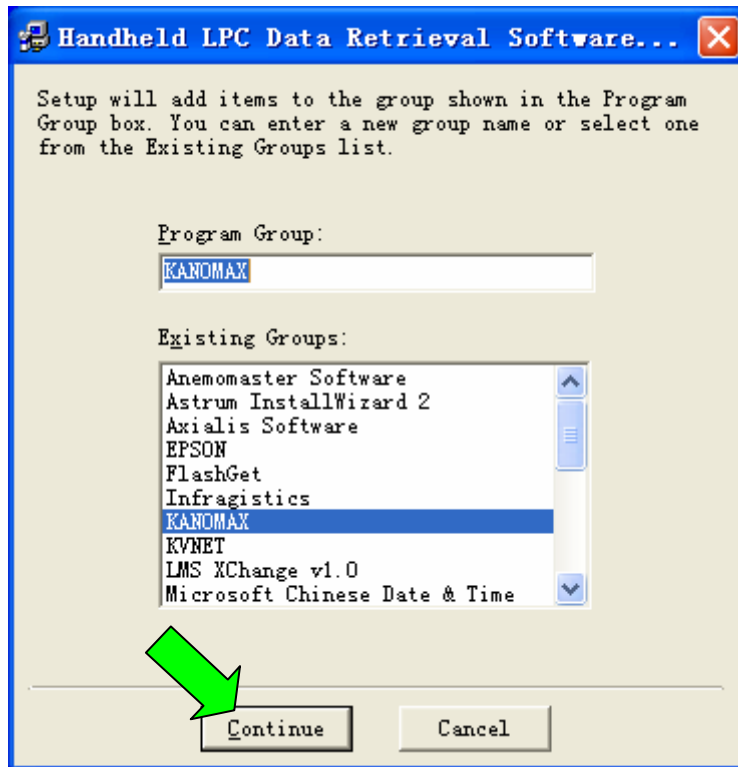 Handheld LPC Data Retrieval Software...
Setup will add items to the group shown in the Program
Group box. You can enter a new group name or select one
from the Existing Groups list.
Program Group:
KANOMAX
Existing Groups:
Anemomaster Software
Astrum InstallWizard 2
Axialis Software
EPSON
FlashGet
Infragistics
KANOMAX
KVNET
LMS XChange v1.0
Microsoft Chinese Date & Time
Continue
Cancel